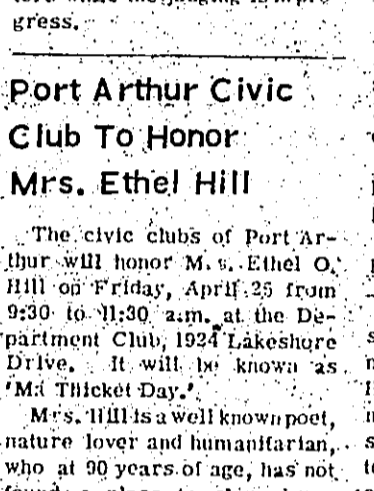 gress.
Port Arthur Civic
Club To Honor
Mrs. Ethel Hill
The civic clubs of Port Ar-
thur will honor M.s. Ethel O.
Hill on Friday, April 25 from
9:30 to 11:30 a.m. at the De-
partment Club, 1924 Lakeshore
Drive. It will be known as
'Ma Thicket Day.'
Mrs. Hill is a well known poet,
nature lover and humanitarian,
who at 90 years of age, has not